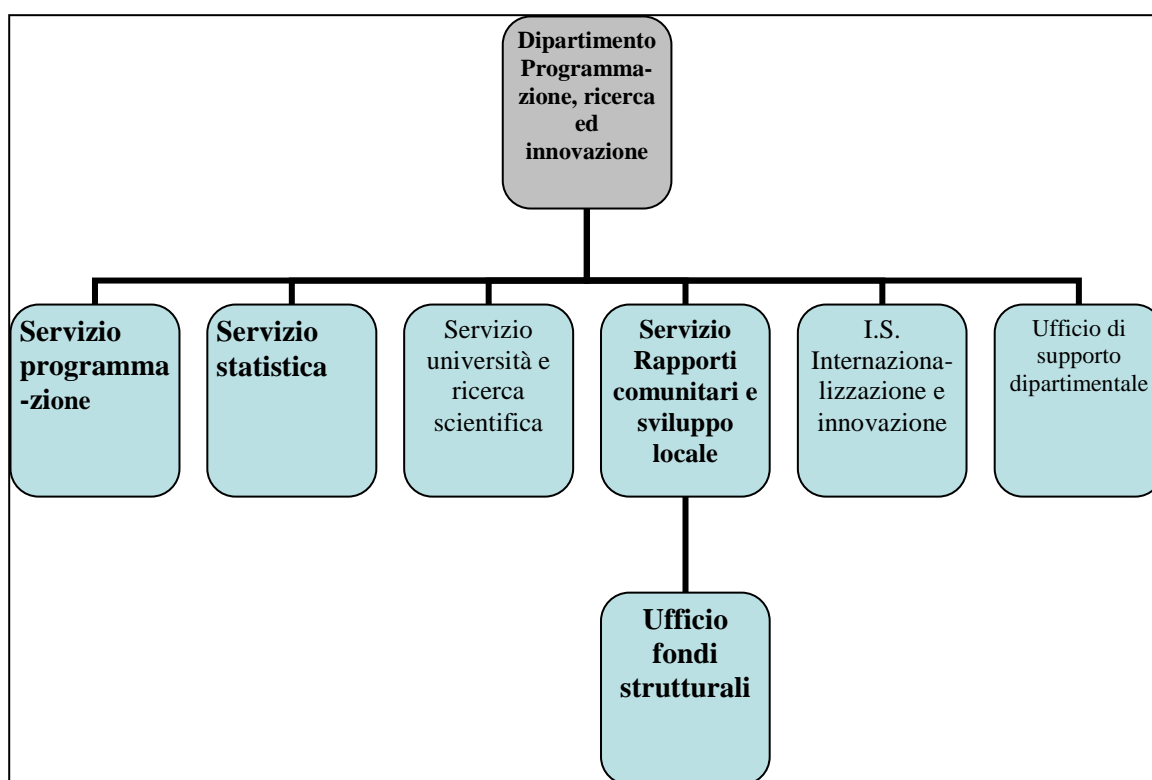 Dipartimento
Programma-
zione, ricerca
ed
innovazione
Servizio
programma
-zione
Servizio
statistica
Servizio
università e
ricerca
scientifica
Servizio
Rapporti
comunitari e
sviluppo
locale
I.S.
Internaziona-
lizzazione e
innovazione
Ufficio di
supporto
dipartimentale
Ufficio
fondi
strutturali